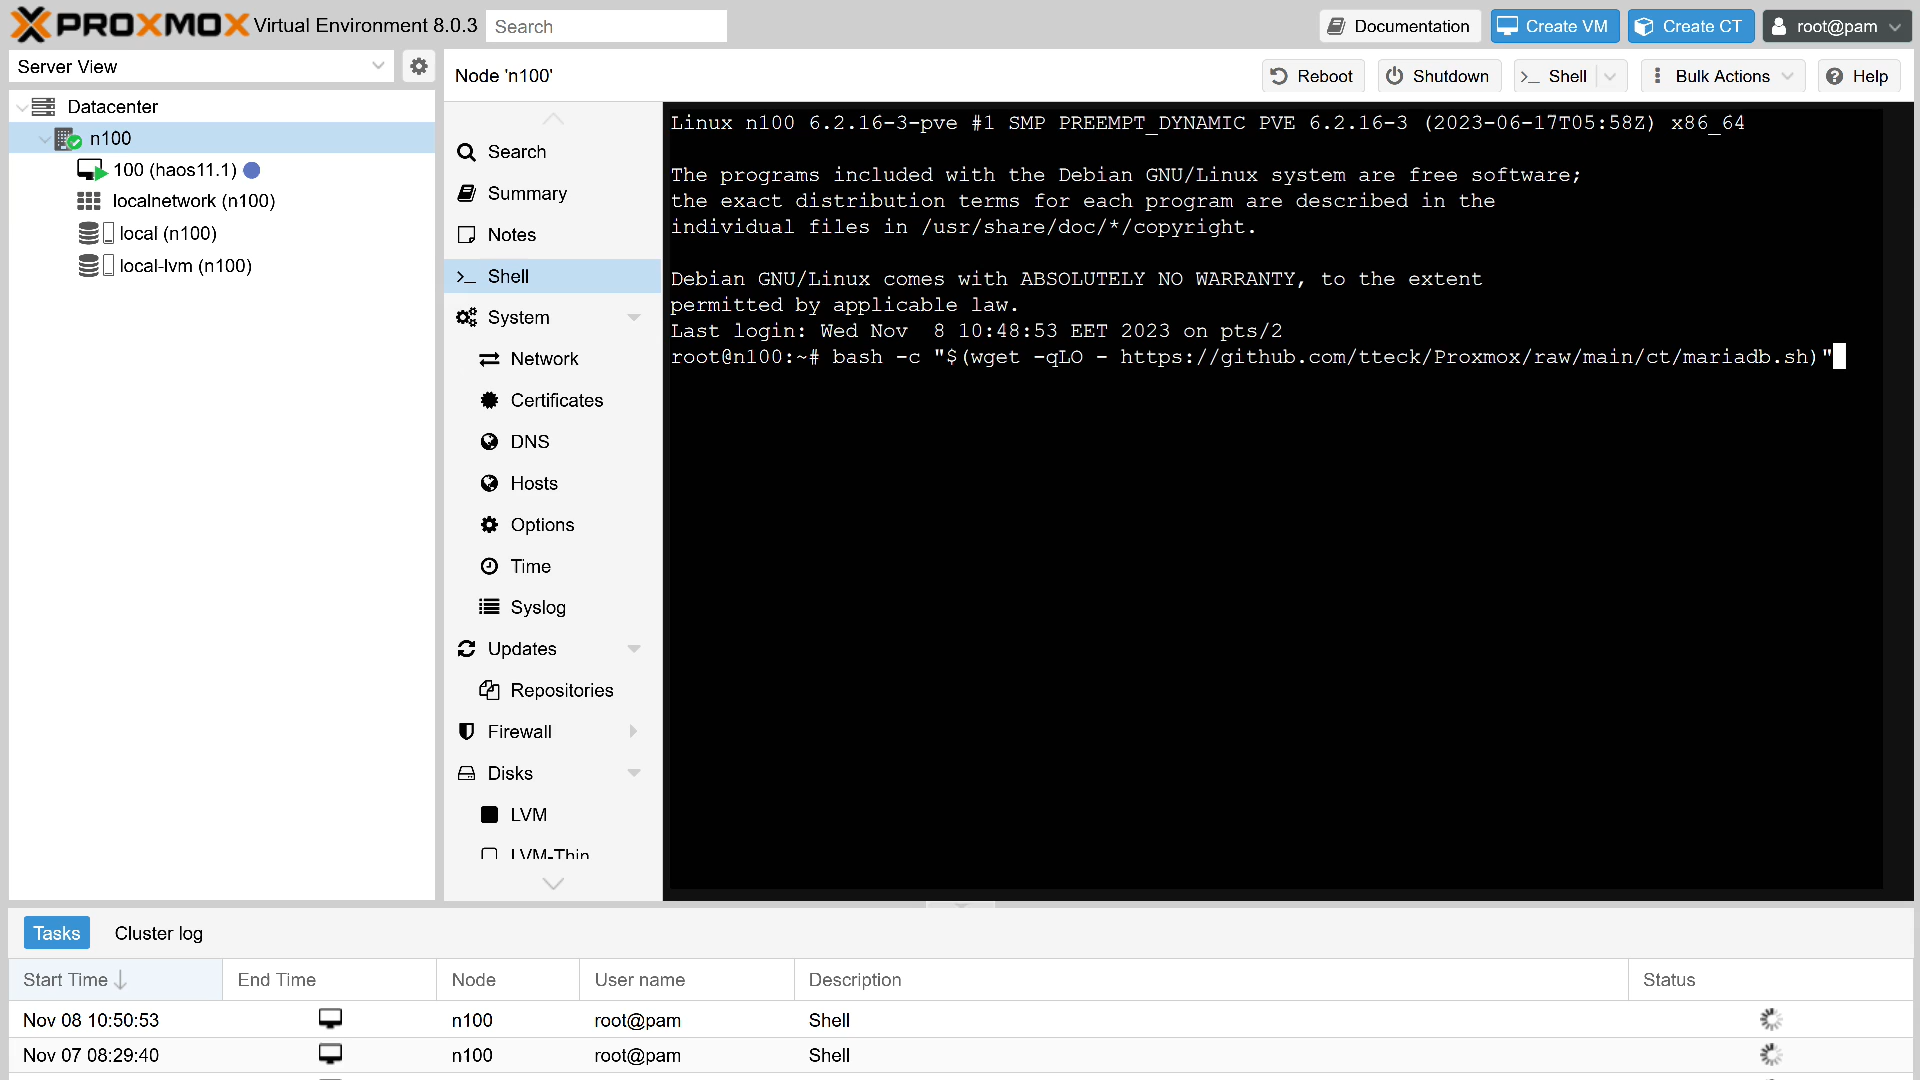 PROXMOX Virtual Environment 8.0.3
Search
Documentation
Create VM
Create CT
root@pam
Server View
Node 'n100'
Reboot
Shutdown
Shell
Bulk Actions
Help
Datacenter
n100
100 (haos11.1)
localnetwork (n100)
local (n100)
local-lvm (n100)
Search
Summary
Notes
Shell
System
Network
Certificates
DNS
Hosts
Options
Time
Syslog
Updates
Repositories
Firewall
Disks
LVM
LVM-Thin
Linux n100 6.2.16-3-pve #1 SMP PREEMPT_DYNAMIC PVE 6.2.16-3 (2023-06-17T05:58Z) x86_64
The programs included with the Debian GNU/Linux system are free software;
the exact distribution terms for each program are described in the
individual files in /usr/share/doc/*/copyright.
Debian GNU/Linux comes with ABSOLUTELY NO WARRANTY, to the extent
permitted by applicable law.
Last login: Wed Nov  8 10:48:53 EET 2023 on pts/2
root@n100:~# bash -c "$(wget -qLO - https://github.com/tteck/Proxmox/raw/main/ct/mariadb.sh)"
Tasks
Cluster log
Start Time End Time Node User name Description Status
Nov 08 10:50:53 n100 root@pam Shell
Nov 07 08:29:40 n100 root@pam Shell